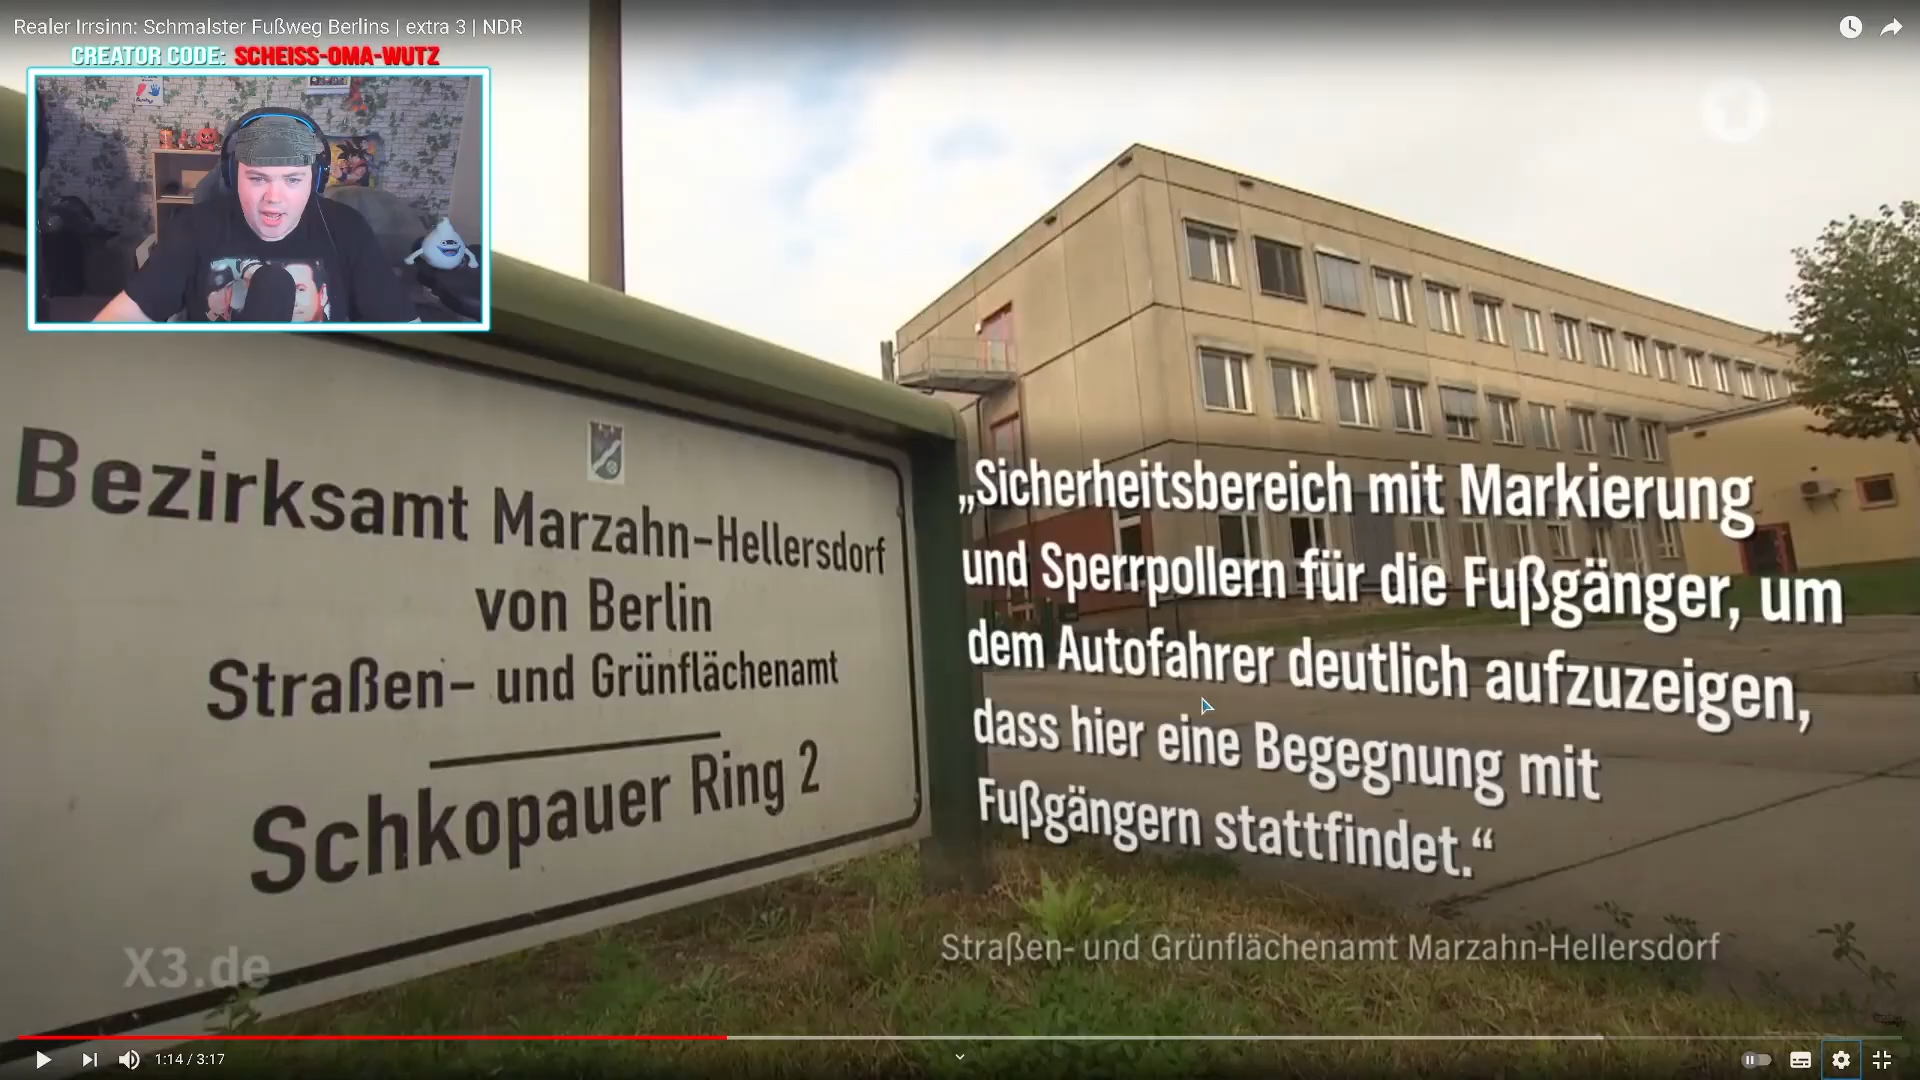 Realer Irrsinn: Schmalster Fußweg Berlins | extra 3 | NDR
CREATOR CODE: SCHEISS-OMA-WUTZ
Bezirksamt Marzahn-Hellersdorf
von Berlin
Straßen- und Grünflächenamt
Schkopauer Ring 2
„Sicherheitsbereich mit Markierung
und Sperrpollern für die Fußgänger, um
dem Autofahrer deutlich aufzuzeigen,
dass hier eine Begegnung mit
Fußgängern stattfindet.“
Straßen- und Grünflächenamt Marzahn-Hellersdorf
X3.de
1:14 / 3:17